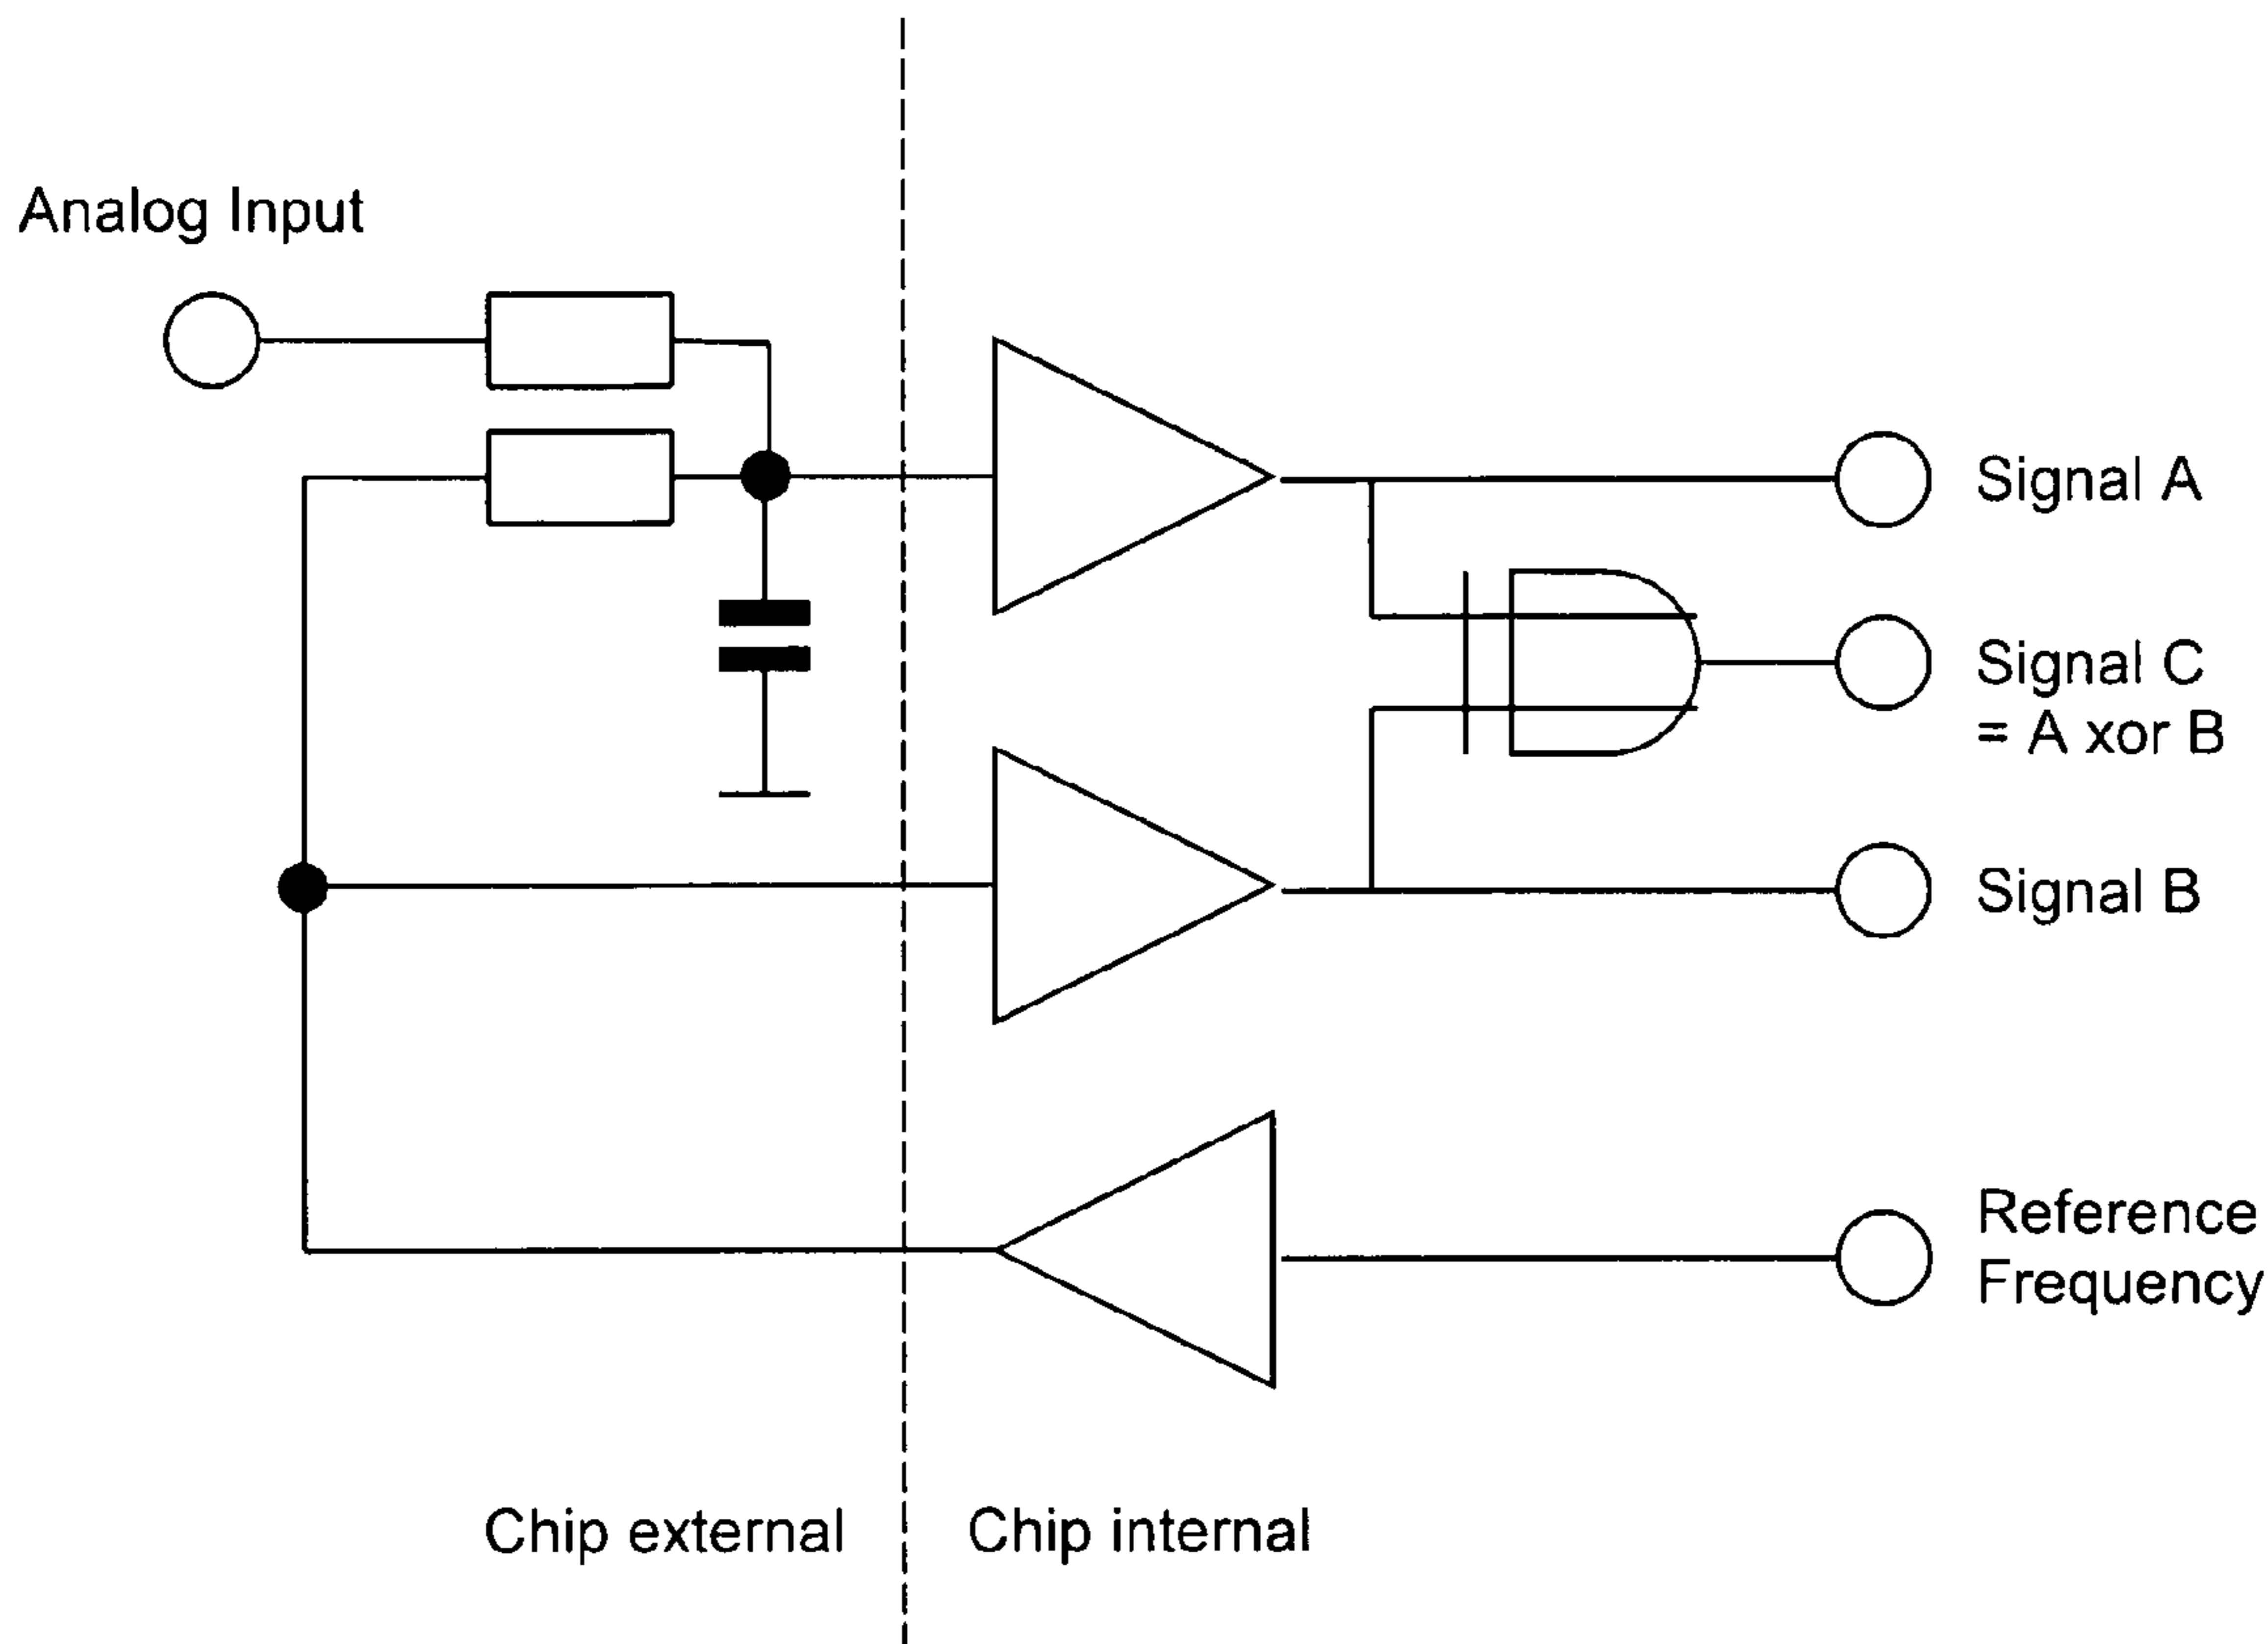 Analog Input
Signal A
Signal C
= A xor B
Signal B
Reference
Frequency
Chip external
Chip internal